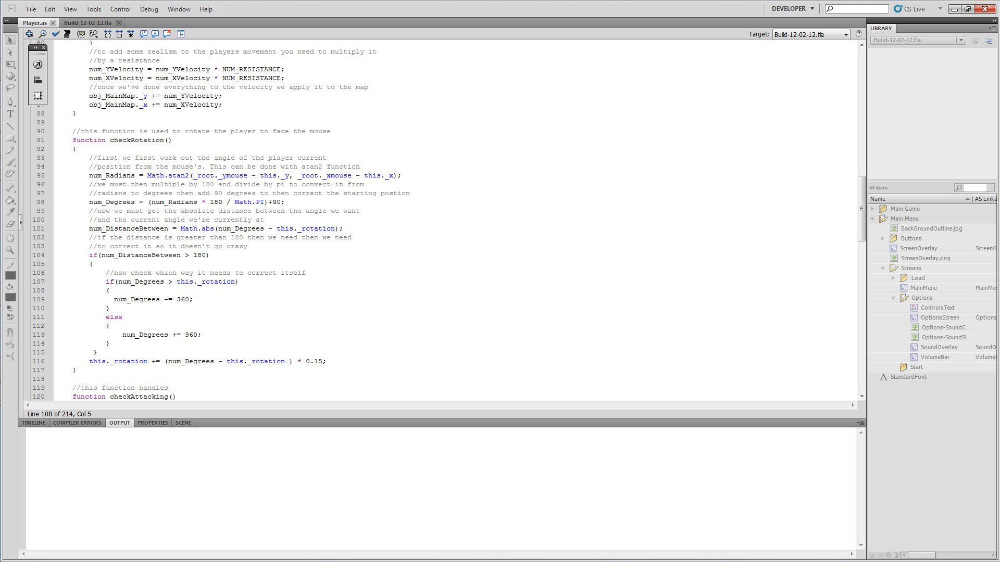 Fl File Edit View Tools Control Debug Window Help DEVELOPER CS Live
Player.as Build-12-02-12.fla
Target: Build-12-02-12.fla
80 }
//to add some realism to the players movement you need to multiply it
//by a resistance
num_YVelocity = num_YVelocity * NUM_RESISTANCE;
num_XVelocity = num_XVelocity * NUM_RESISTANCE;
//once we've done everything to the velocity we apply it to the map
obj_MainMap._y += num_YVelocity;
obj_MainMap._x += num_XVelocity;
88 }
89
90 //this function is used to rotate the player to face the mouse
91 function checkRotation()
92 {
93 //first we first work out the angle of the player current
94 //position from the mouse's. This can be done with atan2 function
95 num_Radians = Math.atan2(_root._ymouse - this._y, _root._xmouse - this._x);
96 //we must then multiple by 180 and divide by pi to convert it from
97 //radians to degrees then add 90 degrees to then correct the starting postion
98 num_Degrees = (num_Radians * 180 / Math.PI)+90;
99 //now we must get the absolute distance between the angle we want
100 //and the current angle we're currently at
101 num_DistanceBetween = Math.abs(num_Degrees - this._rotation);
102 //if the distance is greater than 180 then we need then we need
103 //to correct it so it doesn't go crazy
104 if(num_DistanceBetween > 180)
105 {
106 //now check which way it needs to correct itself
107 if(num_Degrees > this._rotation)
108 {
109 num_Degrees -= 360;
110 }
111 else
112 {
113 num_Degrees += 360;
114 }
115 }
116 this._rotation += (num_Degrees - this._rotation ) * 0.15;
117 }
118
119 //this function handles
120 function checkAttacking()
Line 108 of 214, Col 5
TIMELINE COMPILER ERRORS OUTPUT PROPERTIES SCENE
LIBRARY
Build-12-02-12.fla
54 items
Name AS Linka
Main Game
Main Menu
BackGroundOutline.jpg
Buttons
ScreenOverlay ScreenO
ScreenOverlay.png
Screens
Load
MainMenu MainMe
Options
ControlsText
OptionsScreen Options
Options-SoundC...
Options-SoundSl...
SoundOverlay SoundO
VolumeBar Volume
Start
StandardFont